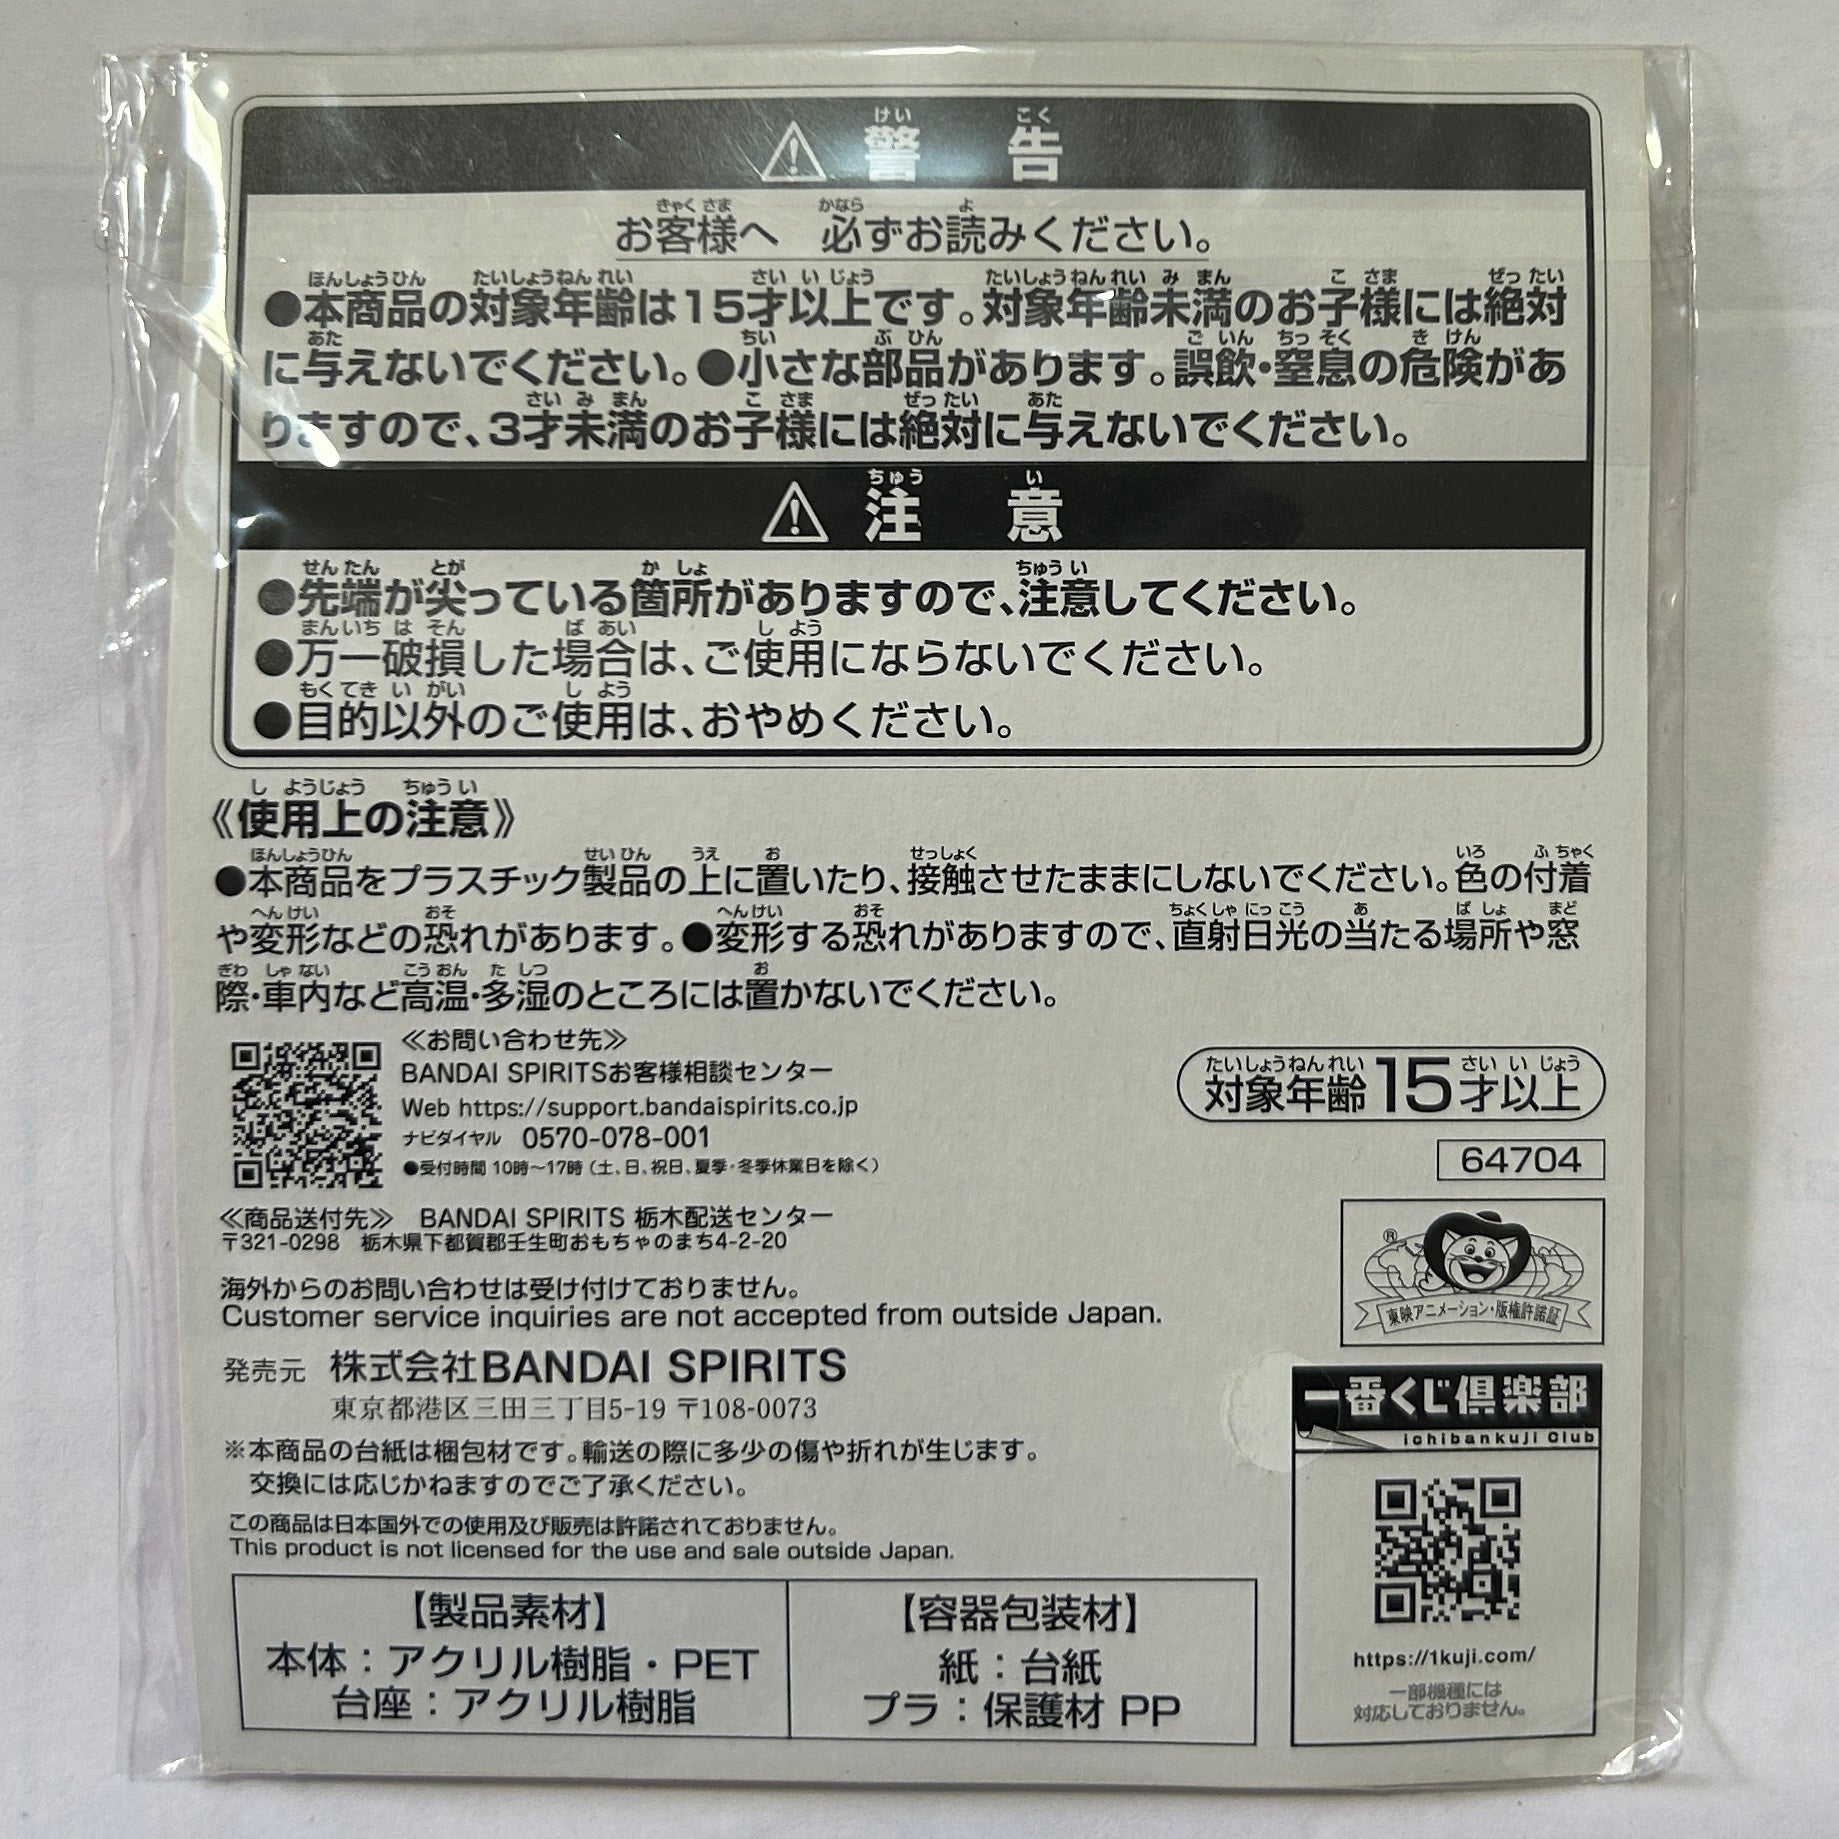 警告
お客様へ 必ずお読みください。
●本商品の対象年齢は15才以上です。対象年齢未満のお子様には絶対
に与えないでください。●小さな部品があります。誤飲・窒息の危険があ
りますので、3才未満のお子様には絶対に与えないでください。
注意
●先端が尖っている箇所がありますので、注意してください。
●万一破損した場合は、ご使用にならないでください。
●目的以外のご使用は、おやめください。
《使用上の注意》
●本商品をプラスチック製品の上に置いたり、接触させたままにしないでください。色の付着
や変形などの恐れがあります。●変形する恐れがありますので、直射日光の当たる場所や窓
際・車内など高温・多湿のところには置かないでください。
≪お問い合わせ先≫
BANDAI SPIRITSお客様相談センター
Web https://support.bandaispirits.co.jp
ナビダイヤル 0570-078-001
●受付時間 10時〜17時(土、日、祝日、夏季・冬季休業日を除く)
対象年齢15才以上
64704
≪商品送付先≫ BANDAI SPIRITS 栃木配送センター
〒321-0298 栃木県下都賀郡壬生町おもちゃのまち4-2-20
®
東映アニメーション・版権許諾証
海外からのお問い合わせは受け付けておりません。
Customer service inquiries are not accepted from outside Japan.
発売元 株式会社BANDAI SPIRITS
東京都港区三田三丁目5-19 〒108-0073
※本商品の台紙は梱包材です。輸送の際に多少の傷や折れが生じます。
交換には応じかねますのでご了承ください。
この商品は日本国外での使用及び販売は許諾されておりません。
This product is not licensed for the use and sale outside Japan.
【製品素材】
本体:アクリル樹脂・PET
台座:アクリル樹脂
【容器包装材】
紙:台紙
プラ:保護材 PP
一番くじ倶楽部
ichibankuji Club
https://1kuji.com/
一部機種には
対応しておりません。